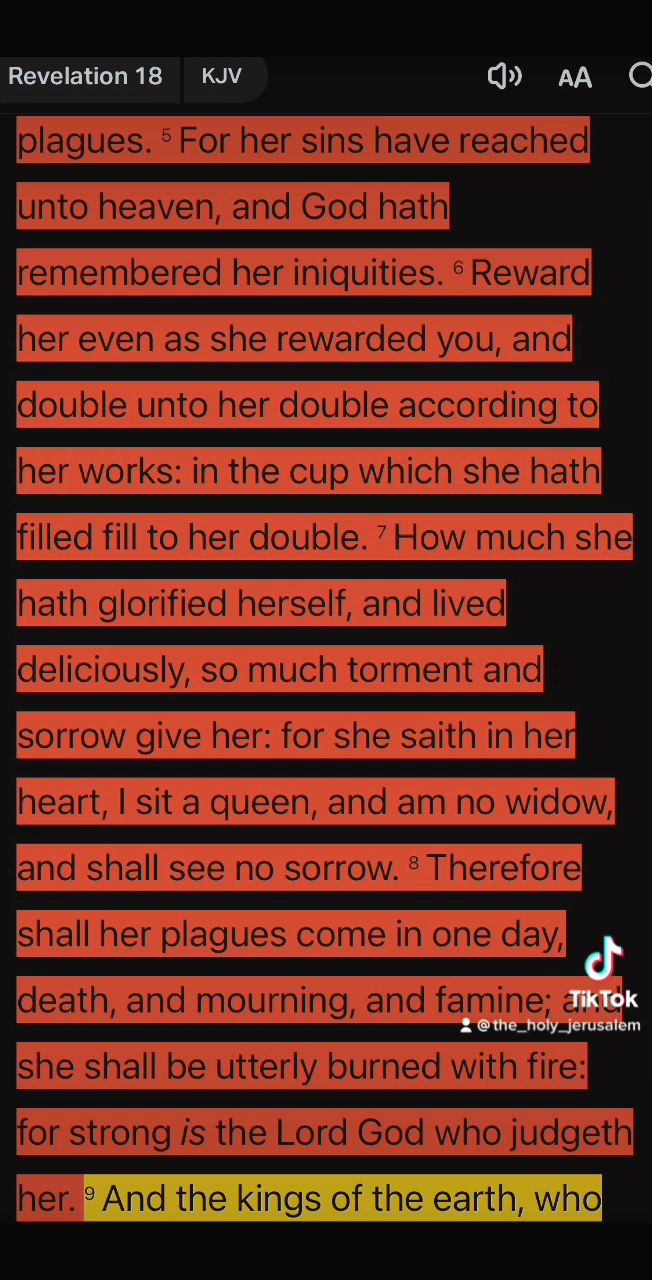 Revelation 18 KJV AA
plagues. 5 For her sins have reached
unto heaven, and God hath
remembered her iniquities. 6 Reward
her even as she rewarded you, and
double unto her double according to
her works: in the cup which she hath
filled fill to her double. 7 How much she
hath glorified herself, and lived
deliciously, so much torment and
sorrow give her: for she saith in her
heart, I sit a queen, and am no widow,
and shall see no sorrow. 8 Therefore
shall her plagues come in one day,
death, and mourning, and famine; and
TikTok
@the_holy_jerusalem
she shall be utterly burned with fire:
for strong is the Lord God who judgeth
her. 9 And the kings of the earth, who